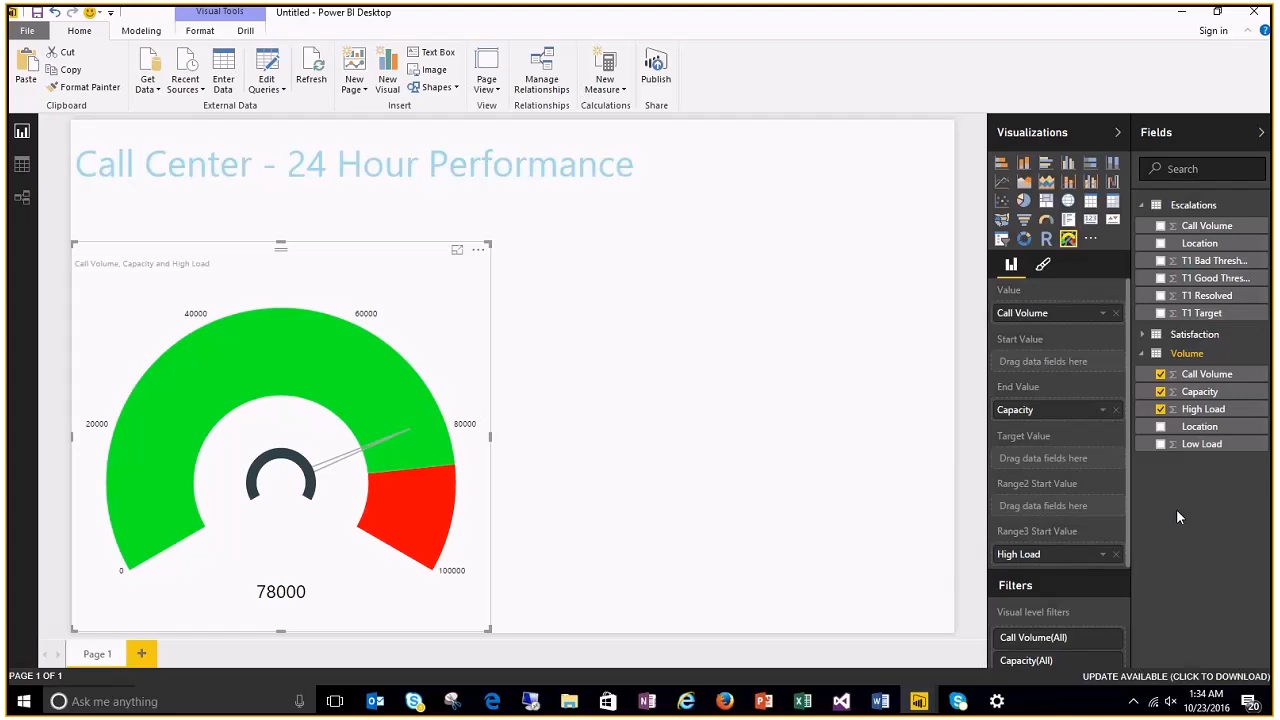 Visual Tools
Untitled - Power BI Desktop
File
Home
Modeling
Format
Drill
Sign in
Paste
Cut
Copy
Format Painter
Clipboard
Get Data
Recent Sources
Enter Data
Edit Queries
External Data
Refresh
New Page
New Visual
Text Box
Image
Shapes
Insert
Page View
View
Manage Relationships
Relationships
New Measure
Calculations
Publish
Share
Call Center - 24 Hour Performance
Call Volume, Capacity and High Load
0
20000
40000
60000
80000
100000
78000
Visualizations
Value
Call Volume
Start Value
Drag data fields here
End Value
Capacity
Target Value
Drag data fields here
Range2 Start Value
Drag data fields here
Range3 Start Value
High Load
Filters
Visual level filters
Call Volume(All)
Capacity(All)
Fields
Search
Escalations
Call Volume
Location
T1 Bad Thresh...
T1 Good Thres...
T1 Resolved
T1 Target
Satisfaction
Volume
Call Volume
Capacity
High Load
Location
Low Load
Page 1
PAGE 1 OF 1
UPDATE AVAILABLE (CLICK TO DOWNLOAD)
Ask me anything
1:34 AM
10/23/2016
20